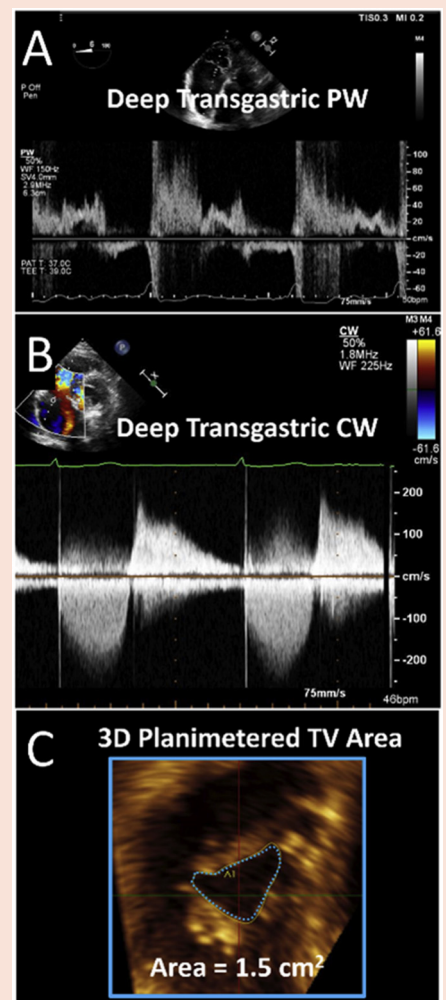 A
TIS0.3 MI 0.2
M4
6
100
P Off
Pen
Deep Transgastric PW
PW
50%
WF 150Hz
SV4.0mm
2.9MHz
6.3cm
100
80
60
40
20
cm/s
-20
-40
-60
PAT T: 37.0C
TEE T: 39.0C
75mm/s
50bpm
B
P
CW
50%
1.8MHz
WF 225Hz
M3 M4
+61.6
-61.6
cm/s
Deep Transgastric CW
200
100
cm/s
-100
-200
75mm/s
46bpm
C
3D Planimetered TV Area
A1
Area = 1.5 cm²